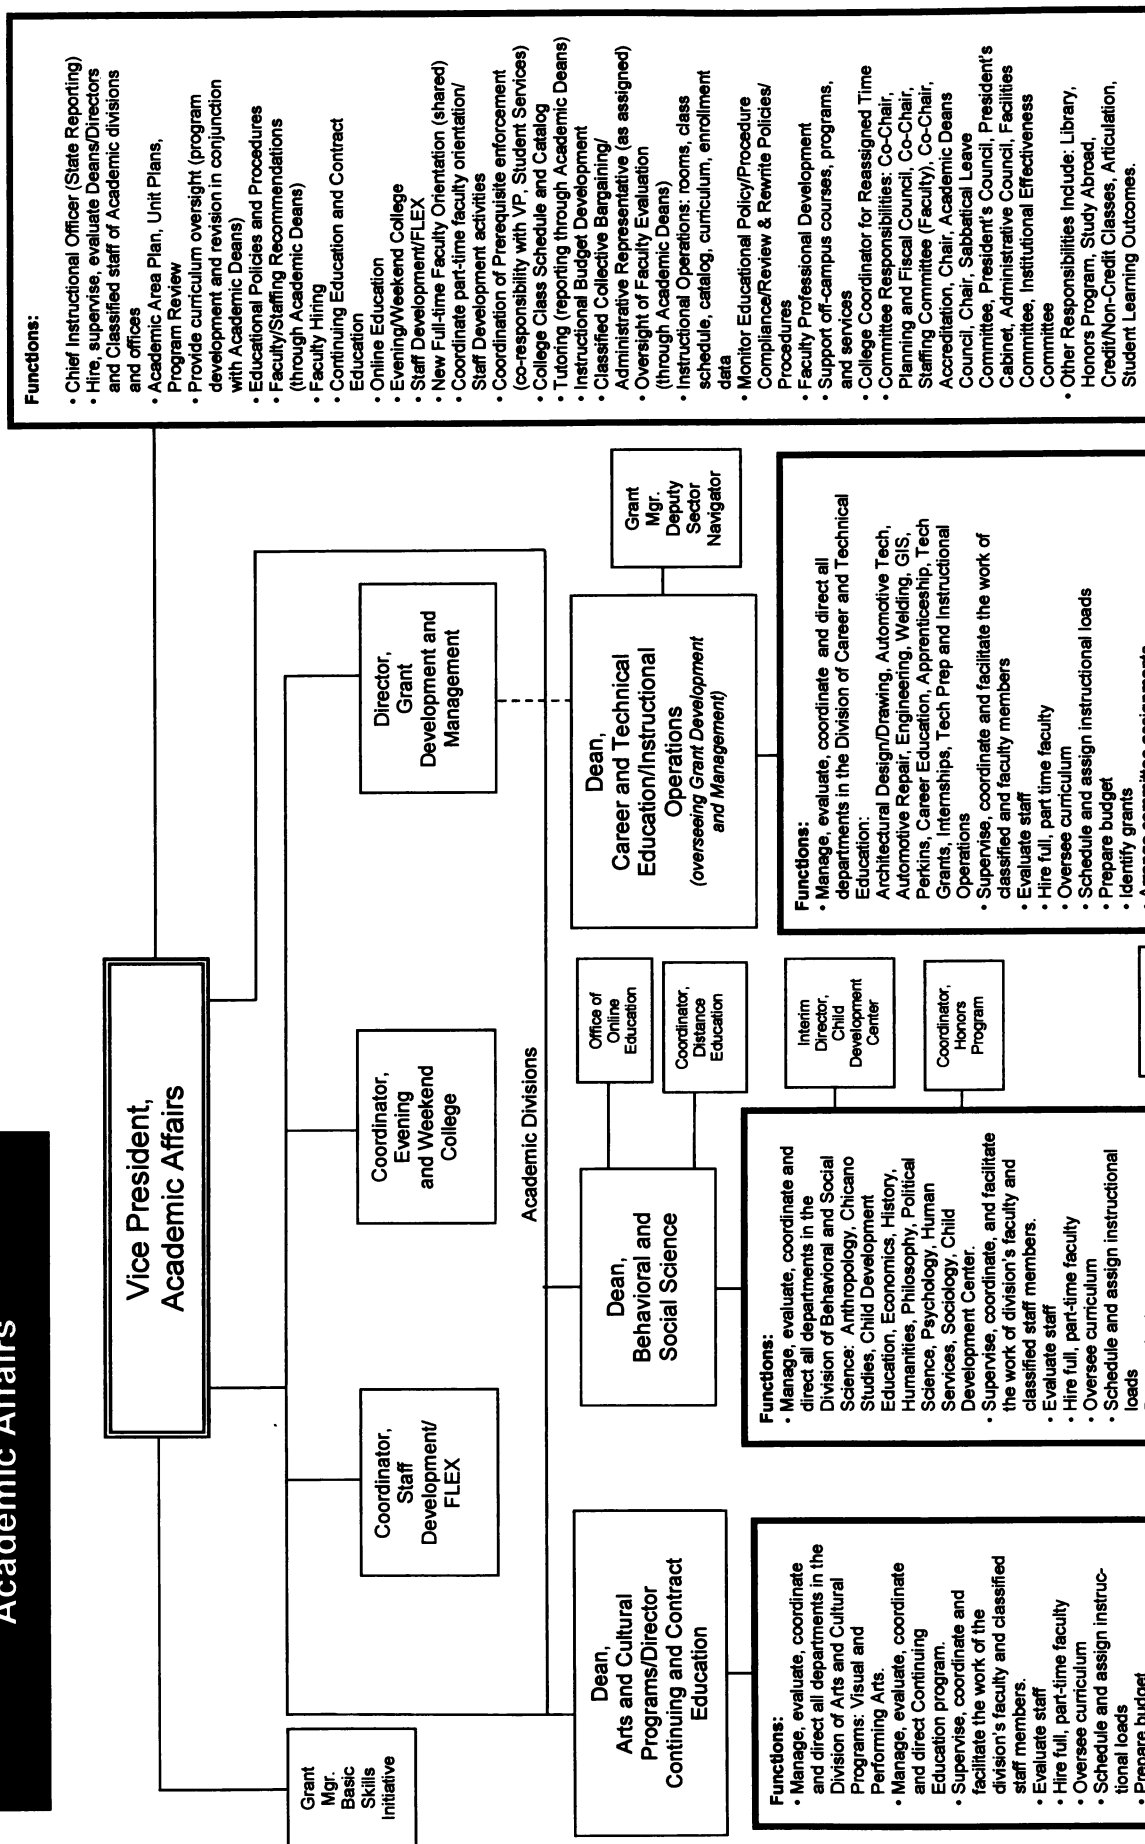 Academic Affairs
Vice President,
Academic Affairs
Functions:
• Chief Instructional Officer (State Reporting)
• Hire, supervise, evaluate Deans/Directors
and Classified staff of Academic divisions
and offices
• Academic Area Plan, Unit Plans,
Program Review
• Provide curriculum oversight (program
development and revision in conjunction
with Academic Deans)
• Educational Policies and Procedures
• Faculty/Staffing Recommendations
(through Academic Deans)
• Faculty Hiring
• Continuing Education and Contract
Education
• Online Education
• Evening/Weekend College
• Staff Development/FLEX
• New Full-time Faculty Orientation (shared)
• Coordinate part-time faculty orientation/
Staff Development activities
• Coordination of Prerequisite enforcement
(co-responsibility with VP, Student Services)
• College Class Schedule and Catalog
• Tutoring (reporting through Academic Deans)
• Instructional Budget Development
• Classified Collective Bargaining/
Administrative Representative (as assigned)
• Oversight of Faculty Evaluation
(through Academic Deans)
• Instructional Operations: rooms, class
schedule, catalog, curriculum, enrollment
data
• Monitor Educational Policy/Procedure
Compliance/Review & Rewrite Policies/
Procedures
• Faculty Professional Development
• Support off-campus courses, programs,
and services
• College Coordinator for Reassigned Time
• Committee Responsibilities: Co-Chair,
Planning and Fiscal Council, Co-Chair,
Staffing Committee (Faculty), Co-Chair,
Accreditation, Chair, Academic Deans
Council, Chair, Sabbatical Leave
Committee, President's Council, President's
Cabinet, Administrative Council, Facilities
Committee, Institutional Effectiveness
Committee
• Other Responsibilities Include: Library,
Honors Program, Study Abroad,
Credit/Non-Credit Classes, Articulation,
Student Learning Outcomes.
Grant
Mgr.
Basic
Skills
Initiative
Coordinator,
Staff
Development/
FLEX
Coordinator,
Evening
and Weekend
College
Director,
Grant
Development and
Management
Academic Divisions
Dean,
Arts and Cultural
Programs/Director
Continuing and Contract
Education
Functions:
• Manage, evaluate, coordinate
and direct all departments in the
Division of Arts and Cultural
Programs: Visual and
Performing Arts.
• Manage, evaluate, coordinate
and direct Continuing
Education program.
• Supervise, coordinate and
facilitate the work of the
division's faculty and classified
staff members.
• Evaluate staff
• Hire full, part-time faculty
• Oversee curriculum
• Schedule and assign instruc-
tional loads
• Prepare budget
Dean,
Behavioral and
Social Science
Office of
Online
Education
Coordinator,
Distance
Education
Functions:
• Manage, evaluate, coordinate and
direct all departments in the
Division of Behavioral and Social
Science: Anthropology, Chicano
Studies, Child Development
Education, Economics, History,
Humanities, Philosophy, Political
Science, Psychology, Human
Services, Sociology, Child
Development Center.
• Supervise, coordinate, and facilitate
the work of division's faculty and
classified staff members.
• Evaluate staff
• Hire full, part-time faculty
• Oversee curriculum
• Schedule and assign instructional
loads
Interim
Director,
Child
Development
Center
Coordinator,
Honors
Program
Dean,
Career and Technical
Education/Instructional
Operations
(overseeing Grant Development
and Management)
Grant
Mgr.
Deputy
Sector
Navigator
Functions:
• Manage, evaluate, coordinate and direct all
departments in the Division of Career and Technical
Education:
Architectural Design/Drawing, Automotive Tech,
Automotive Repair, Engineering, Welding, GIS,
Perkins, Career Education, Apprenticeship, Tech
Grants, Internships, Tech Prep and Instructional
Operations
• Supervise, coordinate and facilitate the work of
classified and faculty members
• Evaluate staff
• Hire full, part time faculty
• Oversee curriculum
• Schedule and assign instructional loads
• Prepare budget
• Identify grants